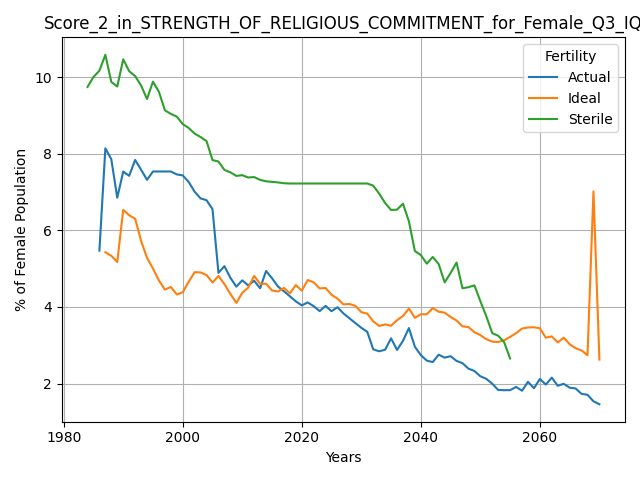 Score_2_in_STRENGTH_OF_RELIGIOUS_COMMITMENT_for_Female_Q3_IQ
Fertility
Actual
Ideal
Sterile
% of Female Population
10
8
6
4
2
1980
2000
2020
2040
2060
Years